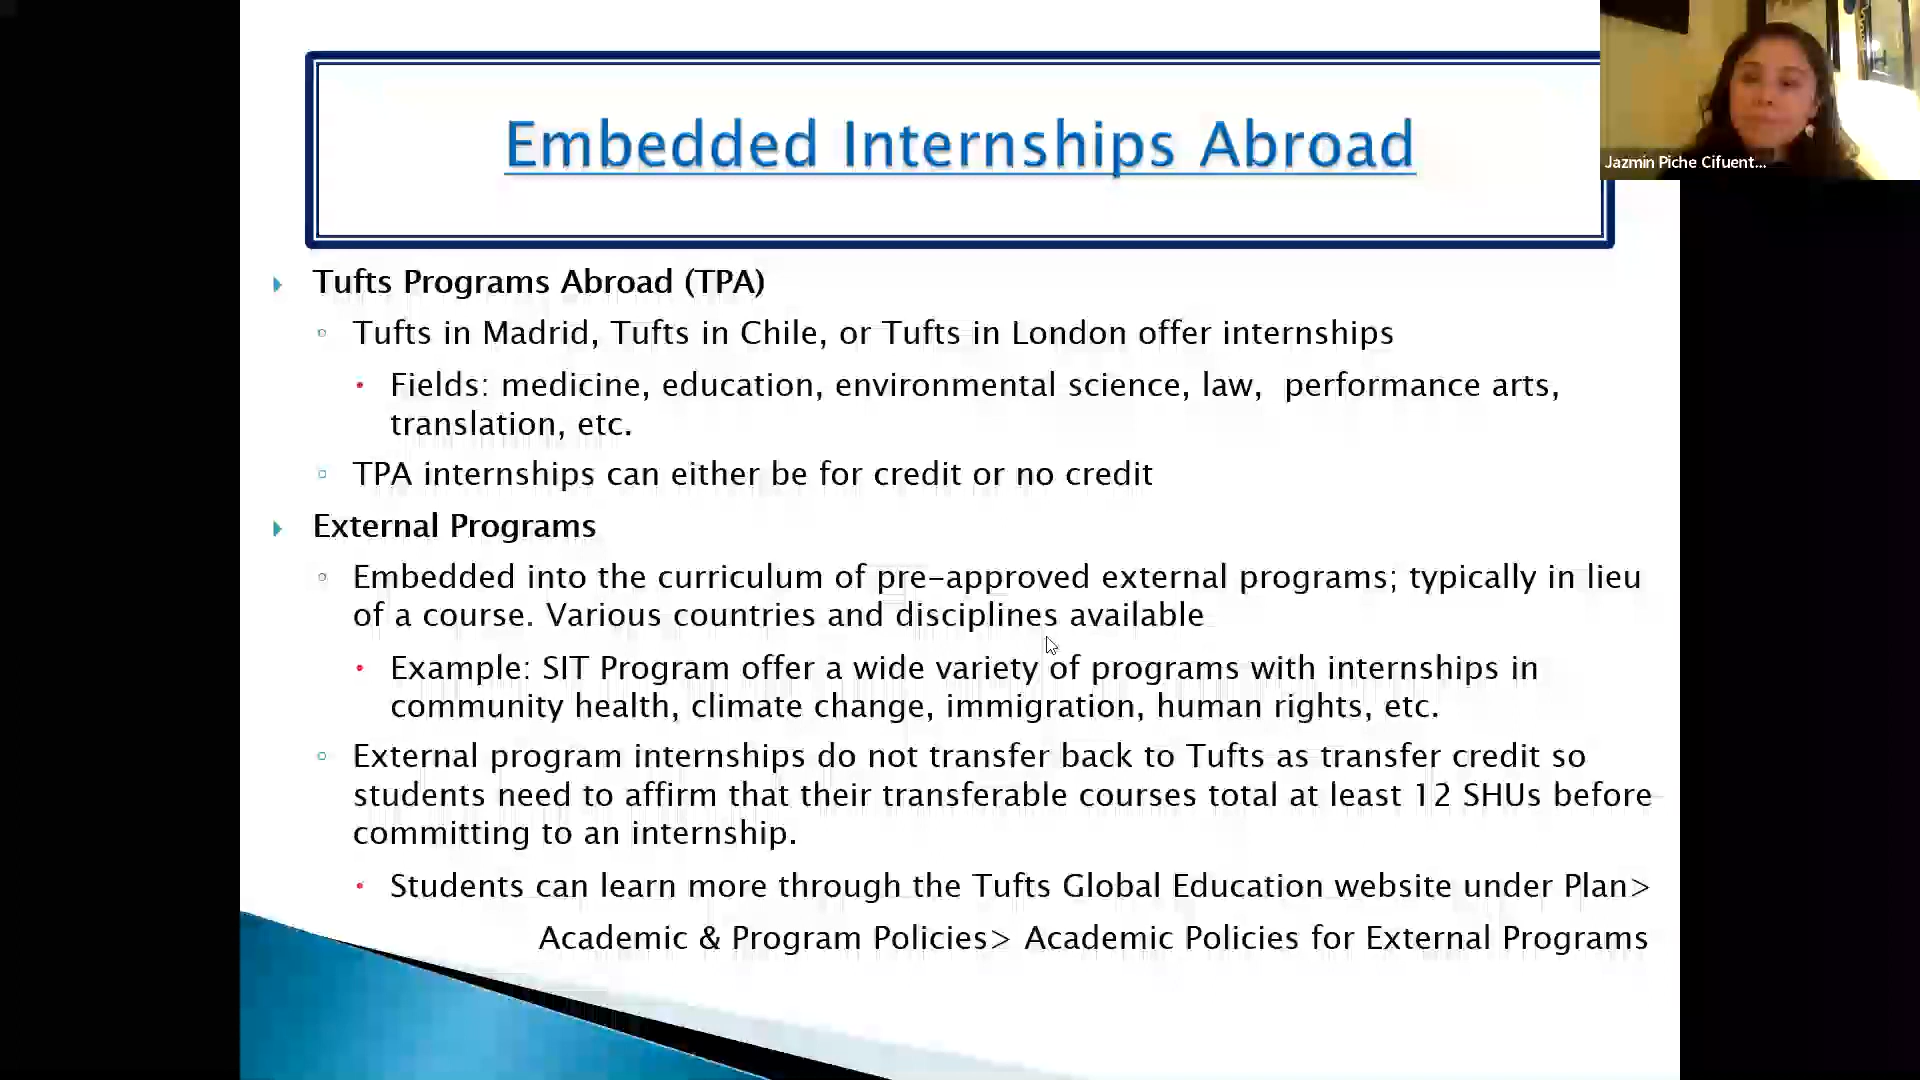 Embedded Internships Abroad
Jazmin Piche Cifuent...
Tufts Programs Abroad (TPA)
Tufts in Madrid, Tufts in Chile, or Tufts in London offer internships
Fields: medicine, education, environmental science, law,  performance arts,
translation, etc.
TPA internships can either be for credit or no credit
External Programs
Embedded into the curriculum of pre-approved external programs; typically in lieu
of a course. Various countries and disciplines available
Example: SIT Program offer a wide variety of programs with internships in
community health, climate change, immigration, human rights, etc.
External program internships do not transfer back to Tufts as transfer credit so
students need to affirm that their transferable courses total at least 12 SHUs before
committing to an internship.
Students can learn more through the Tufts Global Education website under Plan>
Academic & Program Policies> Academic Policies for External Programs